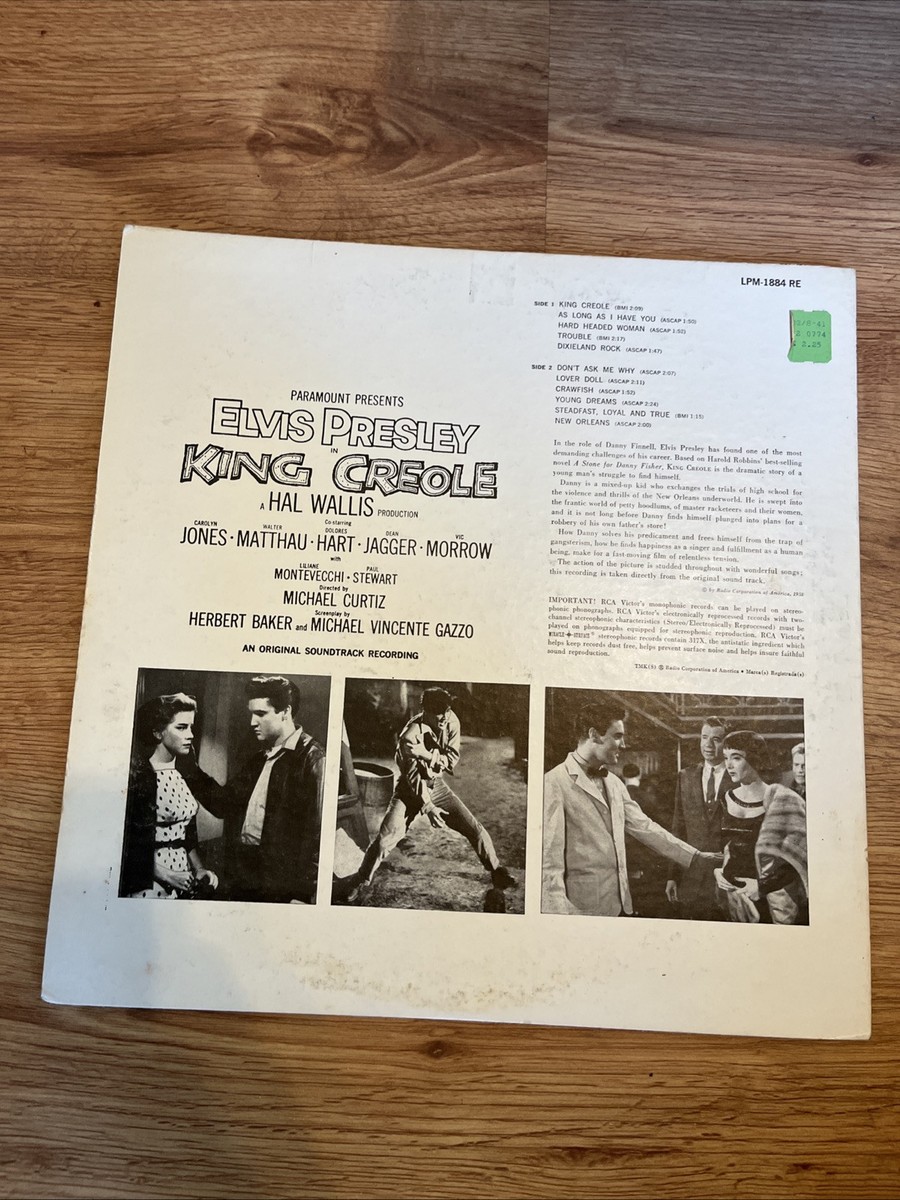 LPM-1884 RE
SIDE 1 KING CREOLE (BMI 2:09)
AS LONG AS I HAVE YOU (ASCAP 1:50)
HARD HEADED WOMAN (ASCAP 1:52)
TROUBLE (BMI 2:17)
DIXIELAND ROCK (ASCAP 1:47)
SIDE 2 DON'T ASK ME WHY (ASCAP 2:07)
LOVER DOLL (ASCAP 2:11)
CRAWFISH (ASCAP 1:52)
YOUNG DREAMS (ASCAP 2:24)
STEADFAST, LOYAL AND TRUE (BMI 1:15)
NEW ORLEANS (ASCAP 2:00)
2.25
PARAMOUNT PRESENTS
ELVIS PRESLEY
IN
KING CREOLE
A HAL WALLIS PRODUCTION
Co-starring
CAROLYN JONES • WALTER MATTHAU • DOLORES HART • DEAN JAGGER • VIC MORROW
with
LILIANE MONTEVECCHI • PAUL STEWART
Directed by
MICHAEL CURTIZ
Screenplay by
HERBERT BAKER and MICHAEL VINCENTE GAZZO
AN ORIGINAL SOUNDTRACK RECORDING
In the role of Danny Finnell, Elvis Presley has found one of the most
demanding challenges of his career. Based on Harold Robbins' best-selling
novel A Stone for Danny Fisher, KING CREOLE is the dramatic story of a
young man's struggle to find himself.
Danny is a mixed-up kid who exchanges the trials of high school for
the violence and thrills of the New Orleans underworld. He is swept into
the frantic world of petty hoodlums, of master racketeers and their women,
and it is not long before Danny finds himself plunged into plans for a
robbery of his own father's store!
How Danny solves his predicament and frees himself from the trap of
gangsterism, how he finds happiness as a singer and fulfillment as a human
being, make for a fast-moving film of relentless tension.
The action of the picture is studded throughout with wonderful songs;
this recording is taken directly from the original sound track.
© by Radio Corporation of America, 1958
IMPORTANT! RCA Victor's monophonic records can be played on stereo-
phonic phonographs. RCA Victor's electronically reprocessed records with two-
channel stereophonic characteristics (Stereo/Electronically Reprocessed) must be
played on phonographs equipped for stereophonic reproduction. RCA Victor's
MIRACLE SURFACE® stereophonic records contain 317X, the antistatic ingredient which
helps keep records dust free, helps prevent surface noise and helps insure faithful
sound reproduction.
TMK(S) ® Radio Corporation of America • Marca(s) Registrada(s)